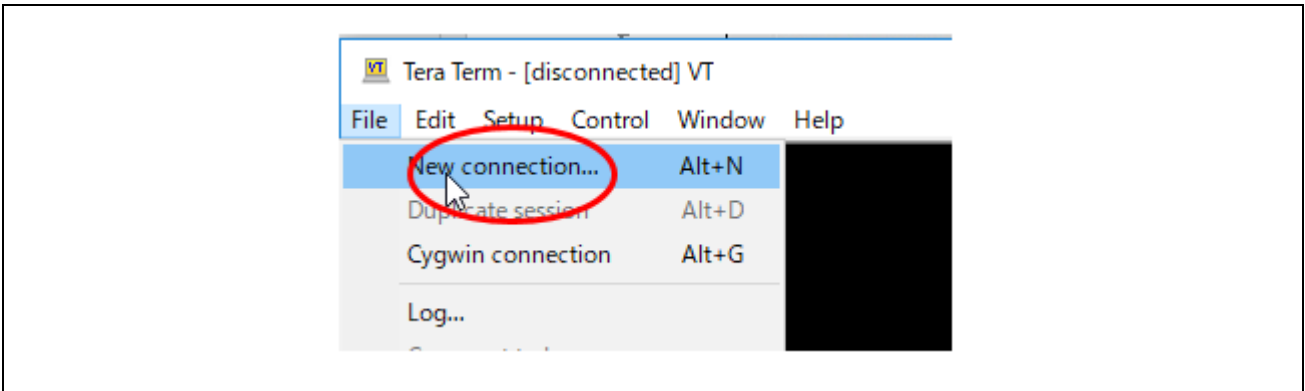 VT
Tera Term - [disconnected] VT
File Edit Setup Control Window Help
New connection... Alt+N
Duplicate session Alt+D
Cygwin connection Alt+G
Log...